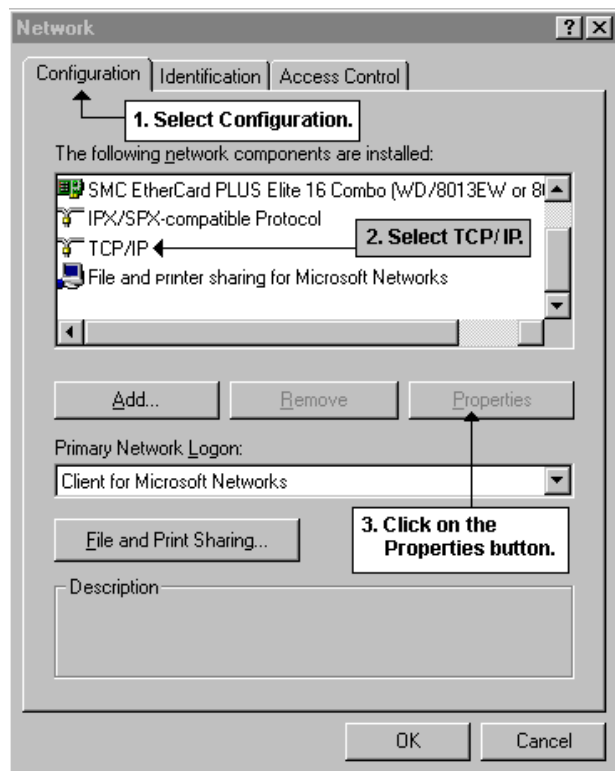 Network
Configuration Identification Access Control
1. Select Configuration.
The following network components are installed:
SMC EtherCard PLUS Elite 16 Combo (WD/8013EW or 8
IPX/SPX-compatible Protocol
TCP/IP
2. Select TCP/IP.
File and printer sharing for Microsoft Networks
Add... Remove Properties
Primary Network Logon:
Client for Microsoft Networks
File and Print Sharing...
3. Click on the
Properties button.
Description
OK Cancel